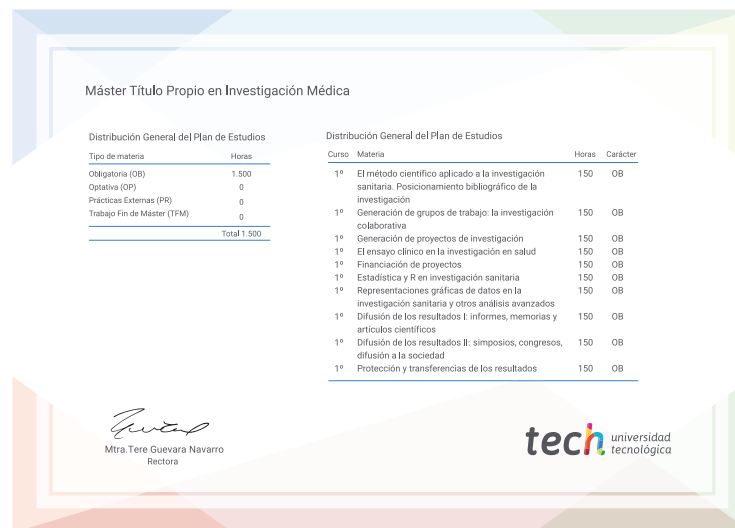 Máster Título Propio en Investigación Médica
Distribución General del Plan de Estudios
Tipo de materia Horas
Obligatoria (OB) 1.500
Optativa (OP) 0
Prácticas Externas (PR) 0
Trabajo Fin de Máster (TFM) 0
Total 1.500
Distribución General del Plan de Estudios
Curso Materia Horas Carácter
1º El método científico aplicado a la investigación 150 OB
sanitaria. Posicionamiento bibliográfico de la
investigación
1º Generación de grupos de trabajo: la investigación 150 OB
colaborativa
1º Generación de proyectos de investigación 150 OB
1º El ensayo clínico en la investigación en salud 150 OB
1º Financiación de proyectos 150 OB
1º Estadística y R en investigación sanitaria 150 OB
1º Representaciones gráficas de datos en la 150 OB
investigación sanitaria y otros análisis avanzados
1º Difusión de los resultados I: informes, memorias y 150 OB
artículos científicos
1º Difusión de los resultados II: simposios, congresos, 150 OB
difusión a la sociedad
1º Protección y transferencias de los resultados 150 OB
Mtra.Tere Guevara Navarro
Rectora
tech universidad
tecnológica